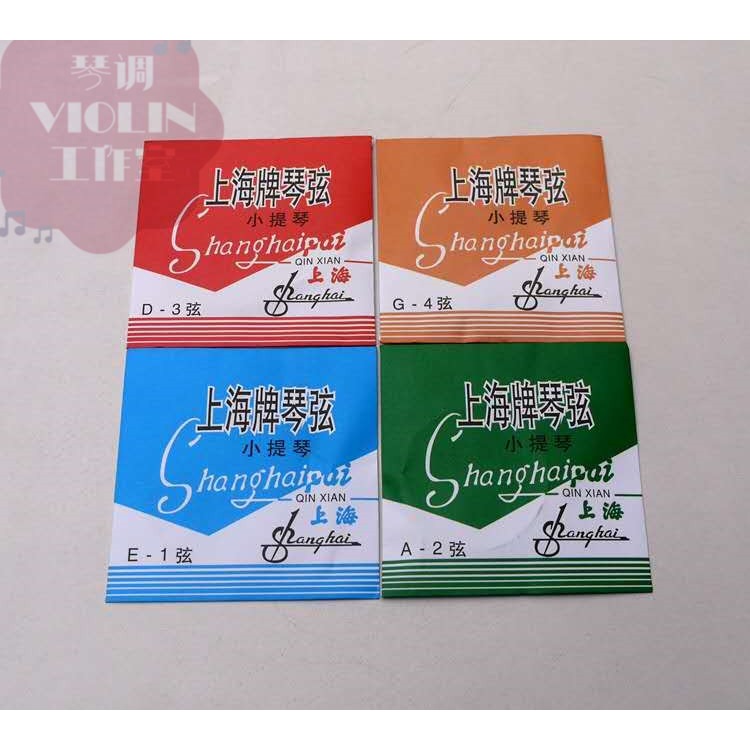 琴调
VIOLIN
工作室
上海牌琴弦
小提琴
Shanghaipai
QIN XIAN
上海
Shanghai
D - 3 弦
上海牌琴弦
小提琴
Shanghaipai
QIN XIAN
上海
Shanghai
G - 4 弦
上海牌琴弦
小提琴
Shanghaipai
QIN XIAN
上海
Shanghai
E - 1 弦
上海牌琴弦
小提琴
Shanghaipai
QIN XIAN
上海
Shanghai
A - 2 弦